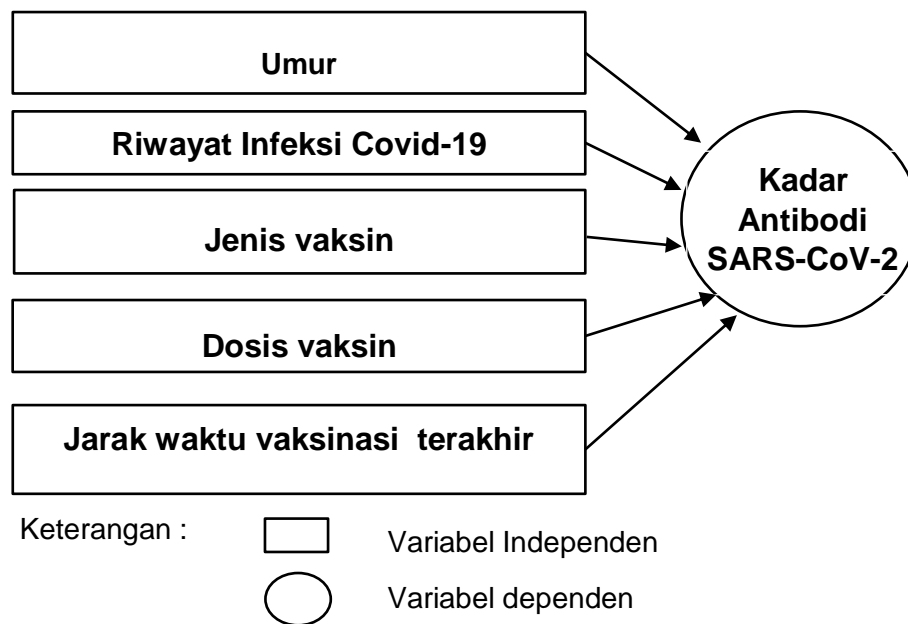 Umur
Riwayat Infeksi Covid-19
Jenis vaksin
Dosis vaksin
Jarak waktu vaksinasi terakhir
Kadar
Antibodi
SARS-CoV-2
Keterangan :
Variabel Independen
Variabel dependen